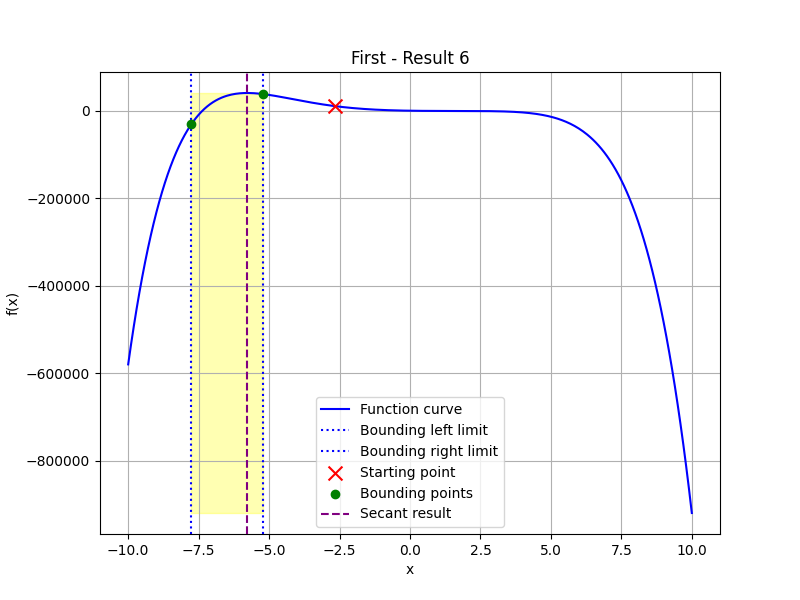 First - Result 6
0
−200000
−400000
−600000
−800000
f(x)
Function curve
Bounding left limit
Bounding right limit
Starting point
Bounding points
Secant result
−10.0 −7.5 −5.0 −2.5 0.0 2.5 5.0 7.5 10.0
x